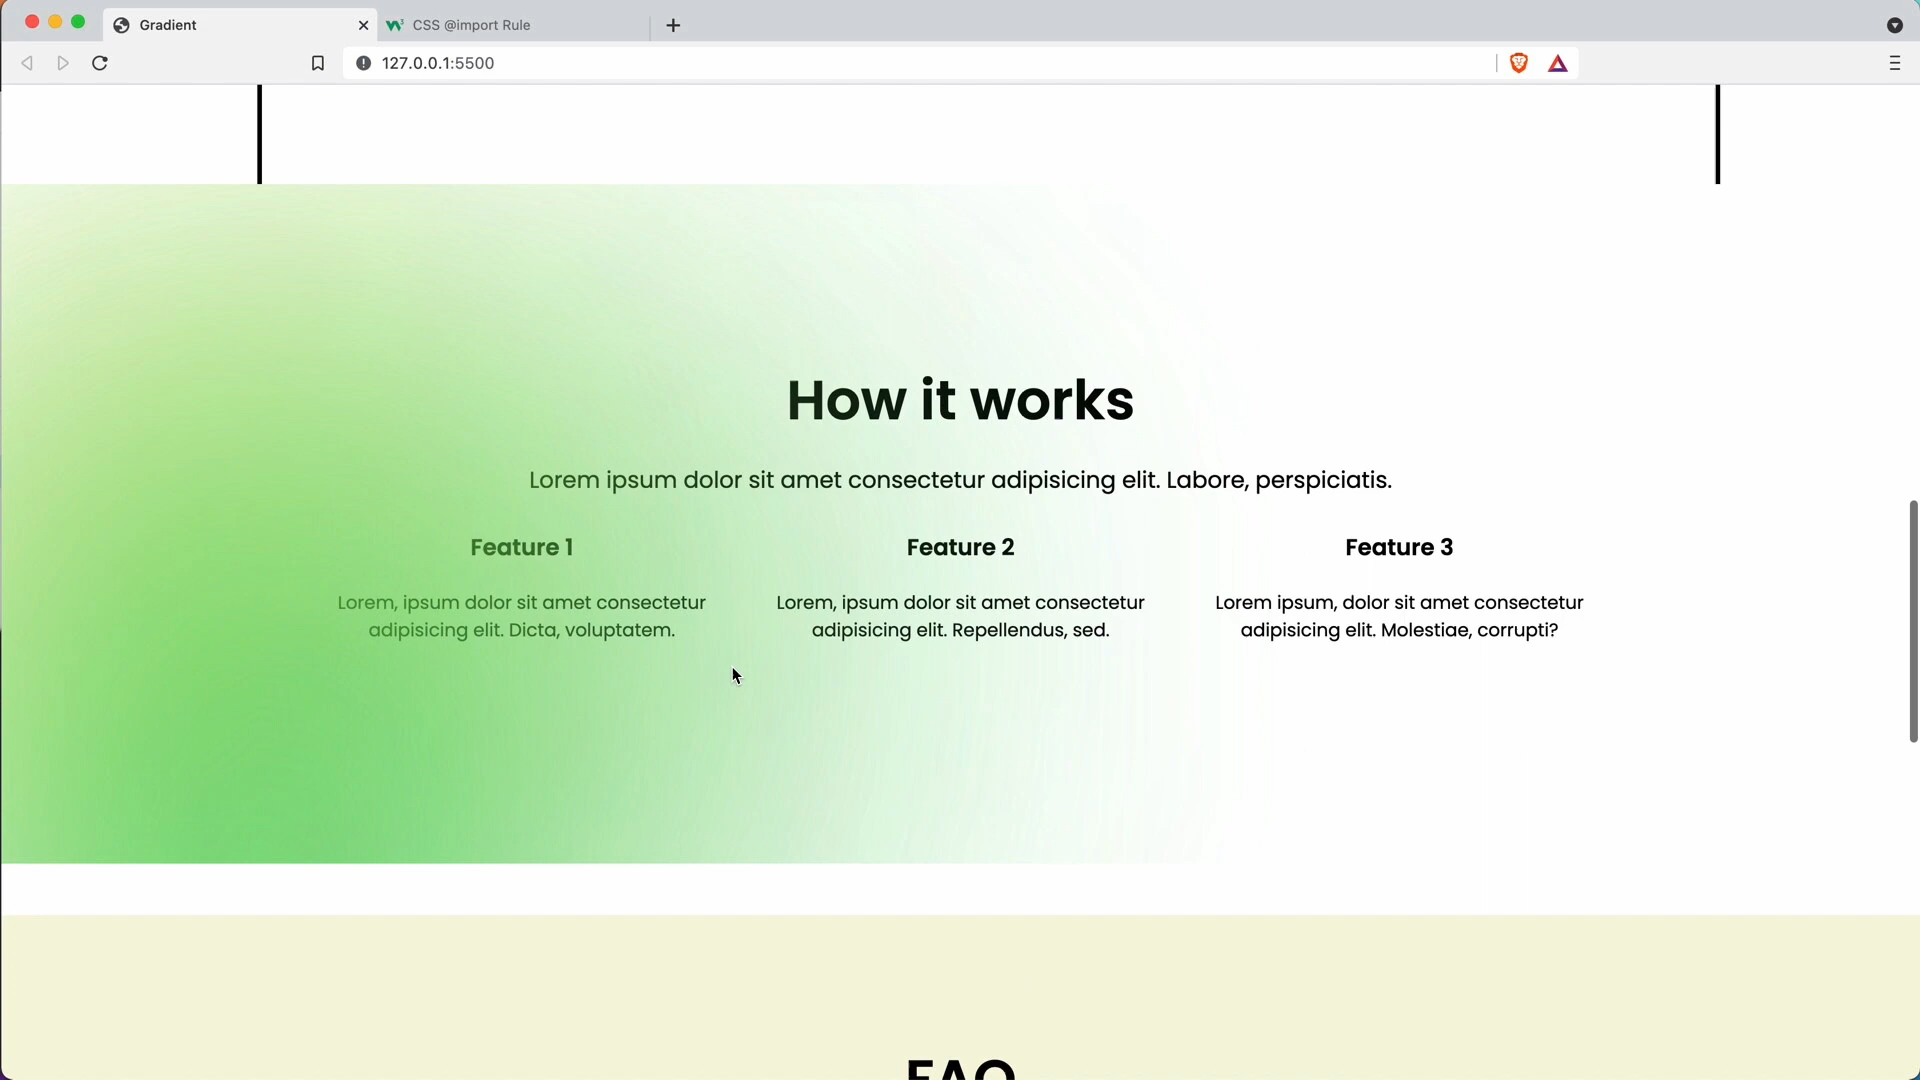 Gradient
CSS @import Rule
127.0.0.1:5500
How it works
Lorem ipsum dolor sit amet consectetur adipisicing elit. Labore, perspiciatis.
Feature 1
Lorem, ipsum dolor sit amet consectetur
adipisicing elit. Dicta, voluptatem.
Feature 2
Lorem, ipsum dolor sit amet consectetur
adipisicing elit. Repellendus, sed.
Feature 3
Lorem ipsum, dolor sit amet consectetur
adipisicing elit. Molestiae, corrupti?
FAQ